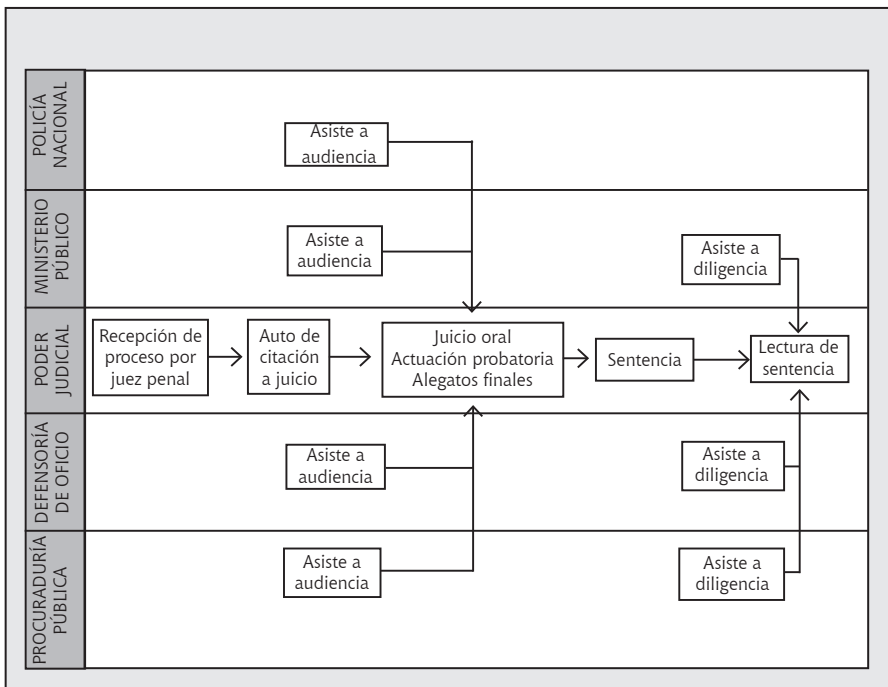 POLICÍA
NACIONAL
Asiste a
audiencia
MINISTERIO
PÚBLICO
Asiste a
audiencia
Asiste a
diligencia
PODER
JUDICIAL
Recepción de
proceso por
juez penal
Auto de
citación
a juicio
Juicio oral
Actuación probatoria
Alegatos finales
Sentencia
Lectura de
sentencia
DEFENSORÍA
DE OFICIO
Asiste a
audiencia
Asiste a
diligencia
PROCURADURÍA
PÚBLICA
Asiste a
audiencia
Asiste a
diligencia